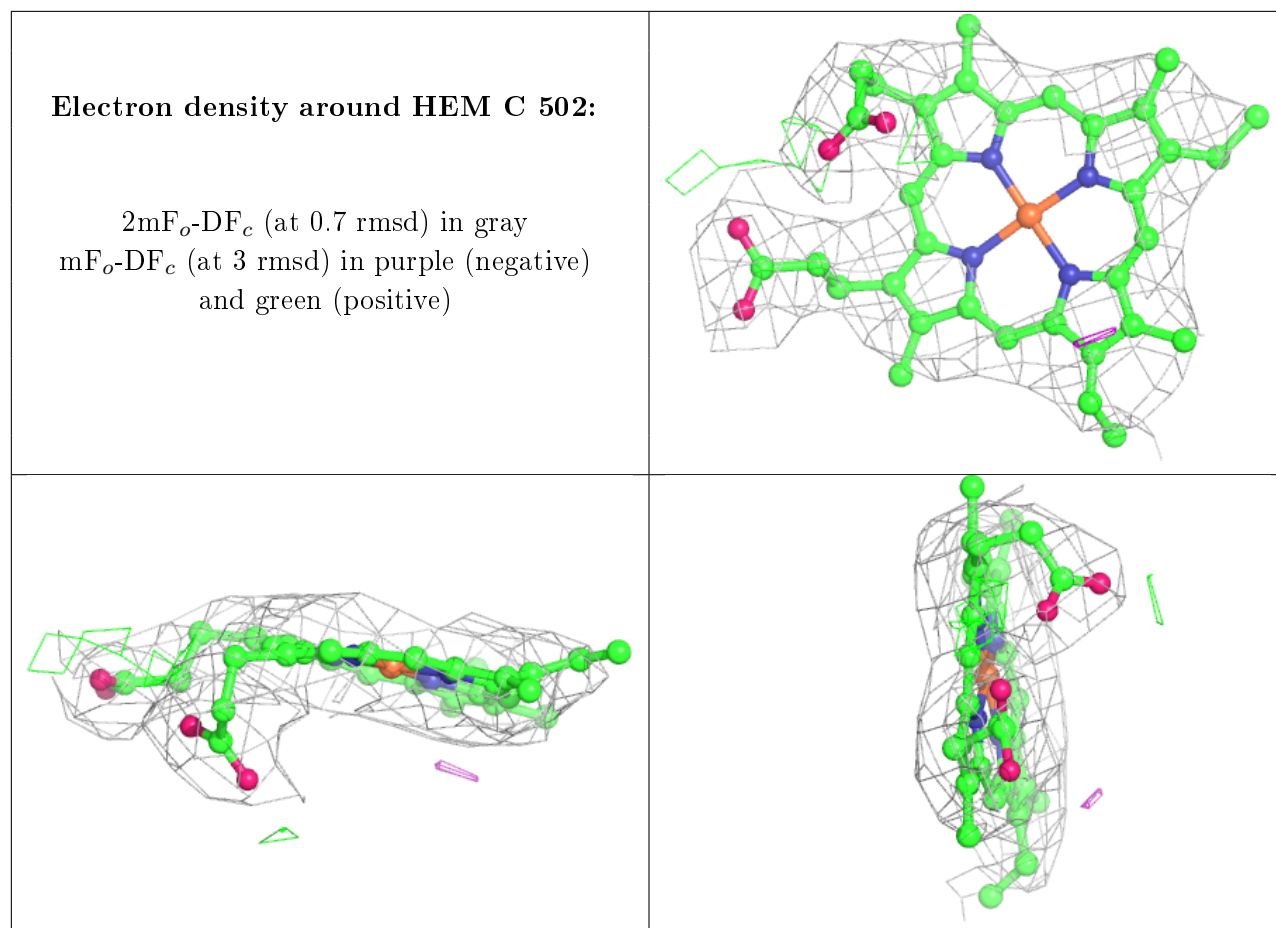 Electron density around HEM C 502:
2mFo-DFc (at 0.7 rmsd) in gray
mFo-DFc (at 3 rmsd) in purple (negative)
and green (positive)